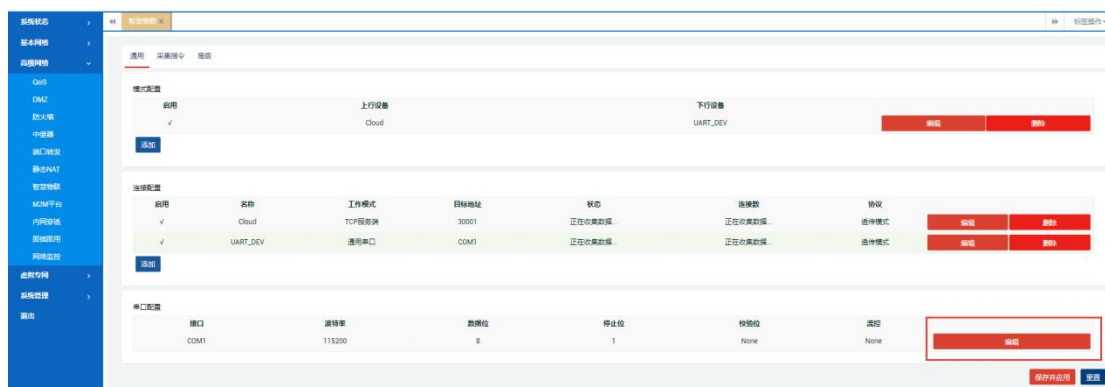 系统状态
智慧物联
标签操作
基本网络
高级网络
QoS
DMZ
防火墙
中继器
端口转发
静态NAT
智慧物联
M2M平台
内网穿透
网络监控
虚拟专网
系统管理
退出
通用 采集指令 高级
模式配置
启用 上行设备 下行设备
√ Cloud UART_DEV 编辑 删除
添加
连接配置
启用 名称 工作模式 目标地址 状态 连接数 协议
√ Cloud TCP服务端 30001 正在收集数据... 正在收集数据... 透传模式 编辑 删除
√ UART_DEV 通用串口 COM1 正在收集数据... 正在收集数据... 透传模式 编辑 删除
添加
串口配置
接口 波特率 数据位 停止位 校验位 流控
COM1 115200 8 1 None None 编辑
保存并应用 重置